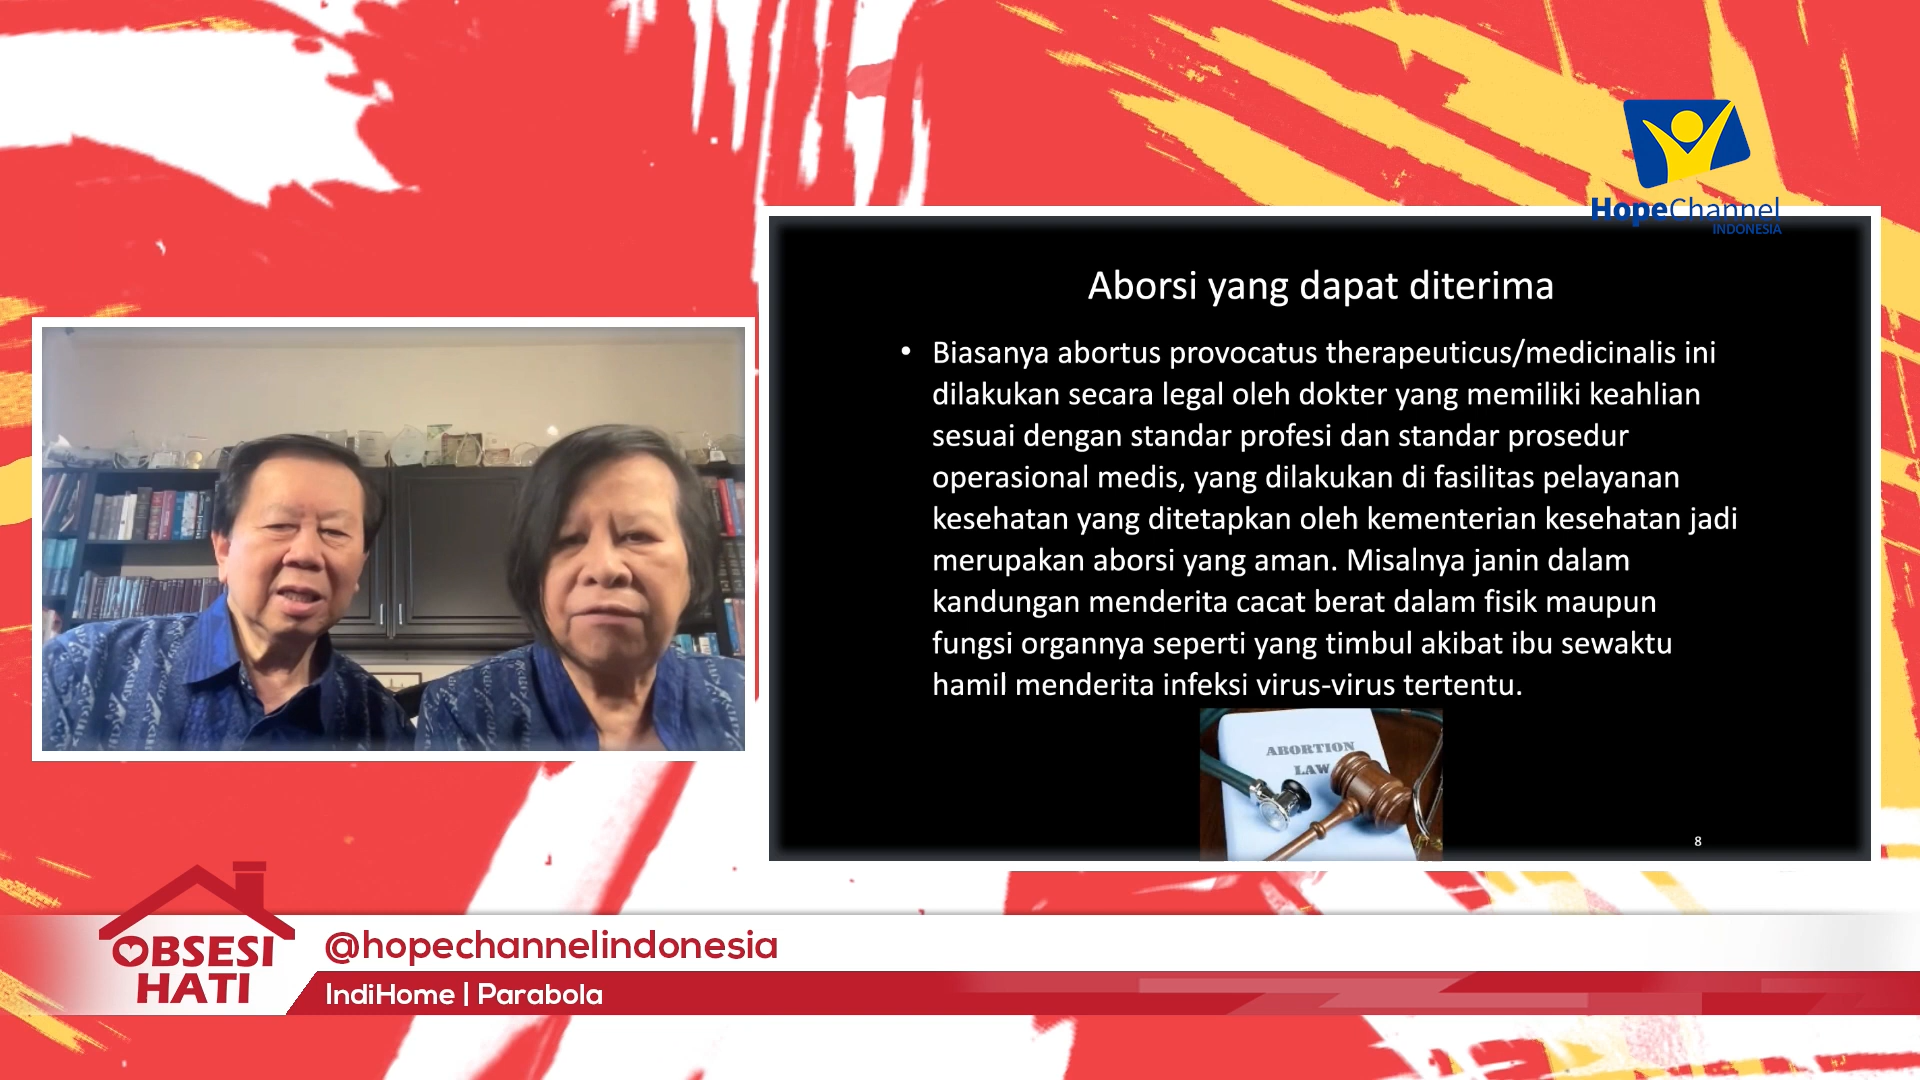 HopeChannel
INDONESIA
Aborsi yang dapat diterima
• Biasanya abortus provocatus therapeuticus/medicinalis ini
dilakukan secara legal oleh dokter yang memiliki keahlian
sesuai dengan standar profesi dan standar prosedur
operasional medis, yang dilakukan di fasilitas pelayanan
kesehatan yang ditetapkan oleh kementerian kesehatan jadi
merupakan aborsi yang aman. Misalnya janin dalam
kandungan menderita cacat berat dalam fisik maupun
fungsi organnya seperti yang timbul akibat ibu sewaktu
hamil menderita infeksi virus-virus tertentu.
ABORTION
LAW
8
OBSESI
HATI
@hopechannelindonesia
IndiHome | Parabola